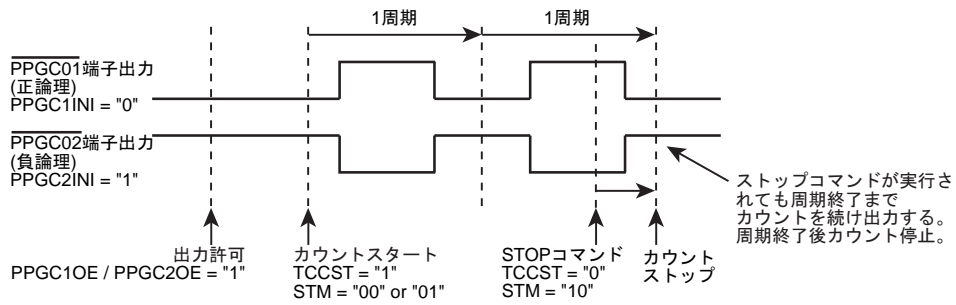 1周期
1周期
PPGC01端子出力
(正論理)
PPGC1INI = "0"
PPGC02端子出力
(負論理)
PPGC2INI = "1"
ストップコマンドが実行さ
れても周期終了まで
カウントを続け出力する。
周期終了後カウント停止。
出力許可
PPGC1OE / PPGC2OE = "1"
カウントスタート
TCCST = "1"
STM = "00" or "01"
STOPコマンド
TCCST = "0"
STM = "10"
カウント
ストップ